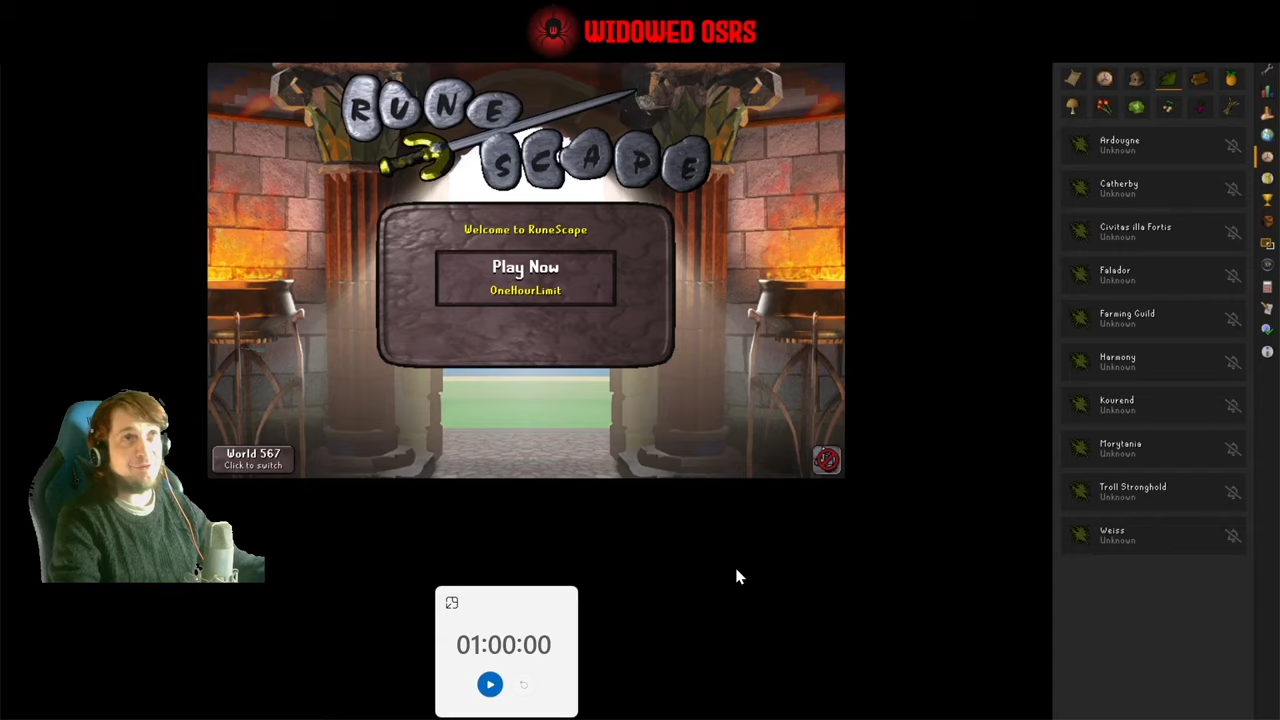 WIDOWED OSRS
RUNE
SCAPE
Welcome to RuneScape
Play Now
OneHourLimit
World 567
Click to switch
01:00:00
Ardougne
Unknown
Catherby
Unknown
Civitas illa Fortis
Unknown
Falador
Unknown
Farming Guild
Unknown
Harmony
Unknown
Kourend
Unknown
Morytania
Unknown
Troll Stronghold
Unknown
Weiss
Unknown